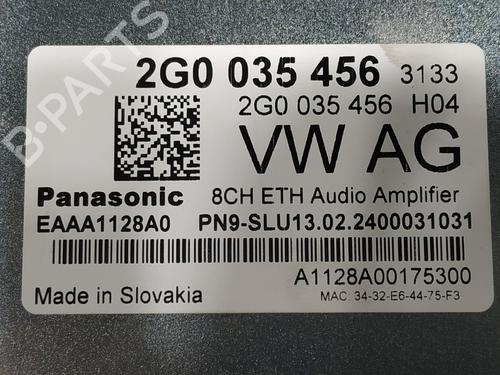 2G0 035 456 3133
2G0 035 456 H04
VW AG
Panasonic 8CH ETH Audio Amplifier
EAAA1128A0 PN9-SLU13.02.2400031031
A1128A00175300
Made in Slovakia MAC: 34-32-E6-44-75-F3
B-PARTS